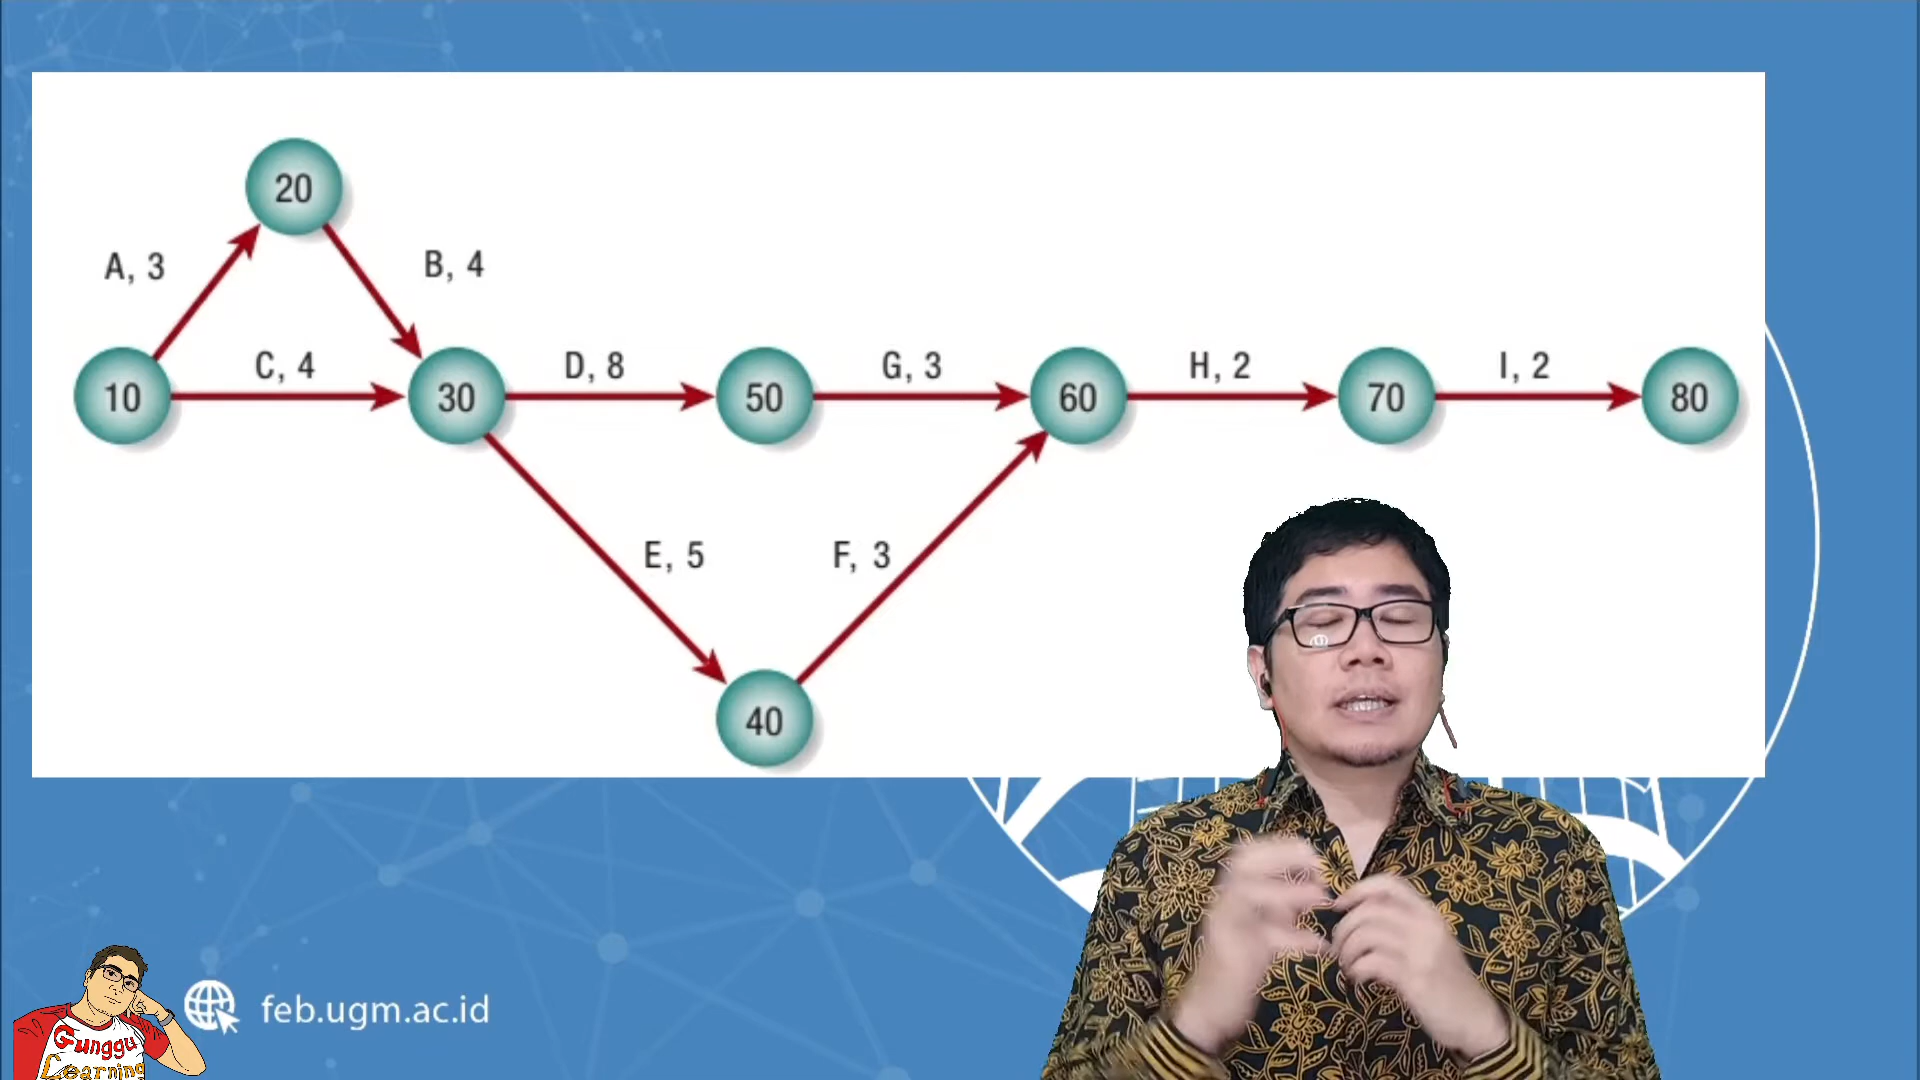 20
A, 3
B, 4
C, 4
D, 8
G, 3
H, 2
I, 2
10
30
50
60
70
80
E, 5
F, 3
40
feb.ugm.ac.id
Gunggu
Learning